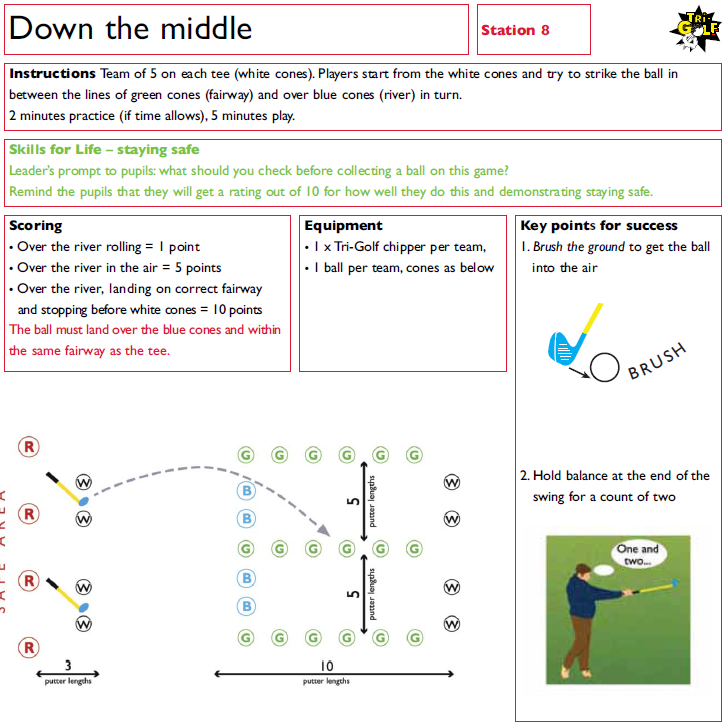 Down the middle
Station 8
TRi-
GOLF
Instructions Team of 5 on each tee (white cones). Players start from the white cones and try to strike the ball in
between the lines of green cones (fairway) and over blue cones (river) in turn.
2 minutes practice (if time allows), 5 minutes play.
Skills for Life – staying safe
Leader's prompt to pupils: what should you check before collecting a ball on this game?
Remind the pupils that they will get a rating out of 10 for how well they do this and demonstrating staying safe.
Scoring
• Over the river rolling = 1 point
• Over the river in the air = 5 points
• Over the river, landing on correct fairway
and stopping before white cones = 10 points
The ball must land over the blue cones and within
the same fairway as the tee.
Equipment
• 1 x Tri-Golf chipper per team,
• 1 ball per team, cones as below
Key points for success
1. Brush the ground to get the ball
into the air
BRUSH
2. Hold balance at the end of the
swing for a count of two
One and
two...
SAFE AREA
R
G G G G G G
W B W
R W B W
5
putter lengths
G G G G G G
R W B W
B
5
putter lengths
W W
R G G G G G G
3
putter lengths
10
putter lengths